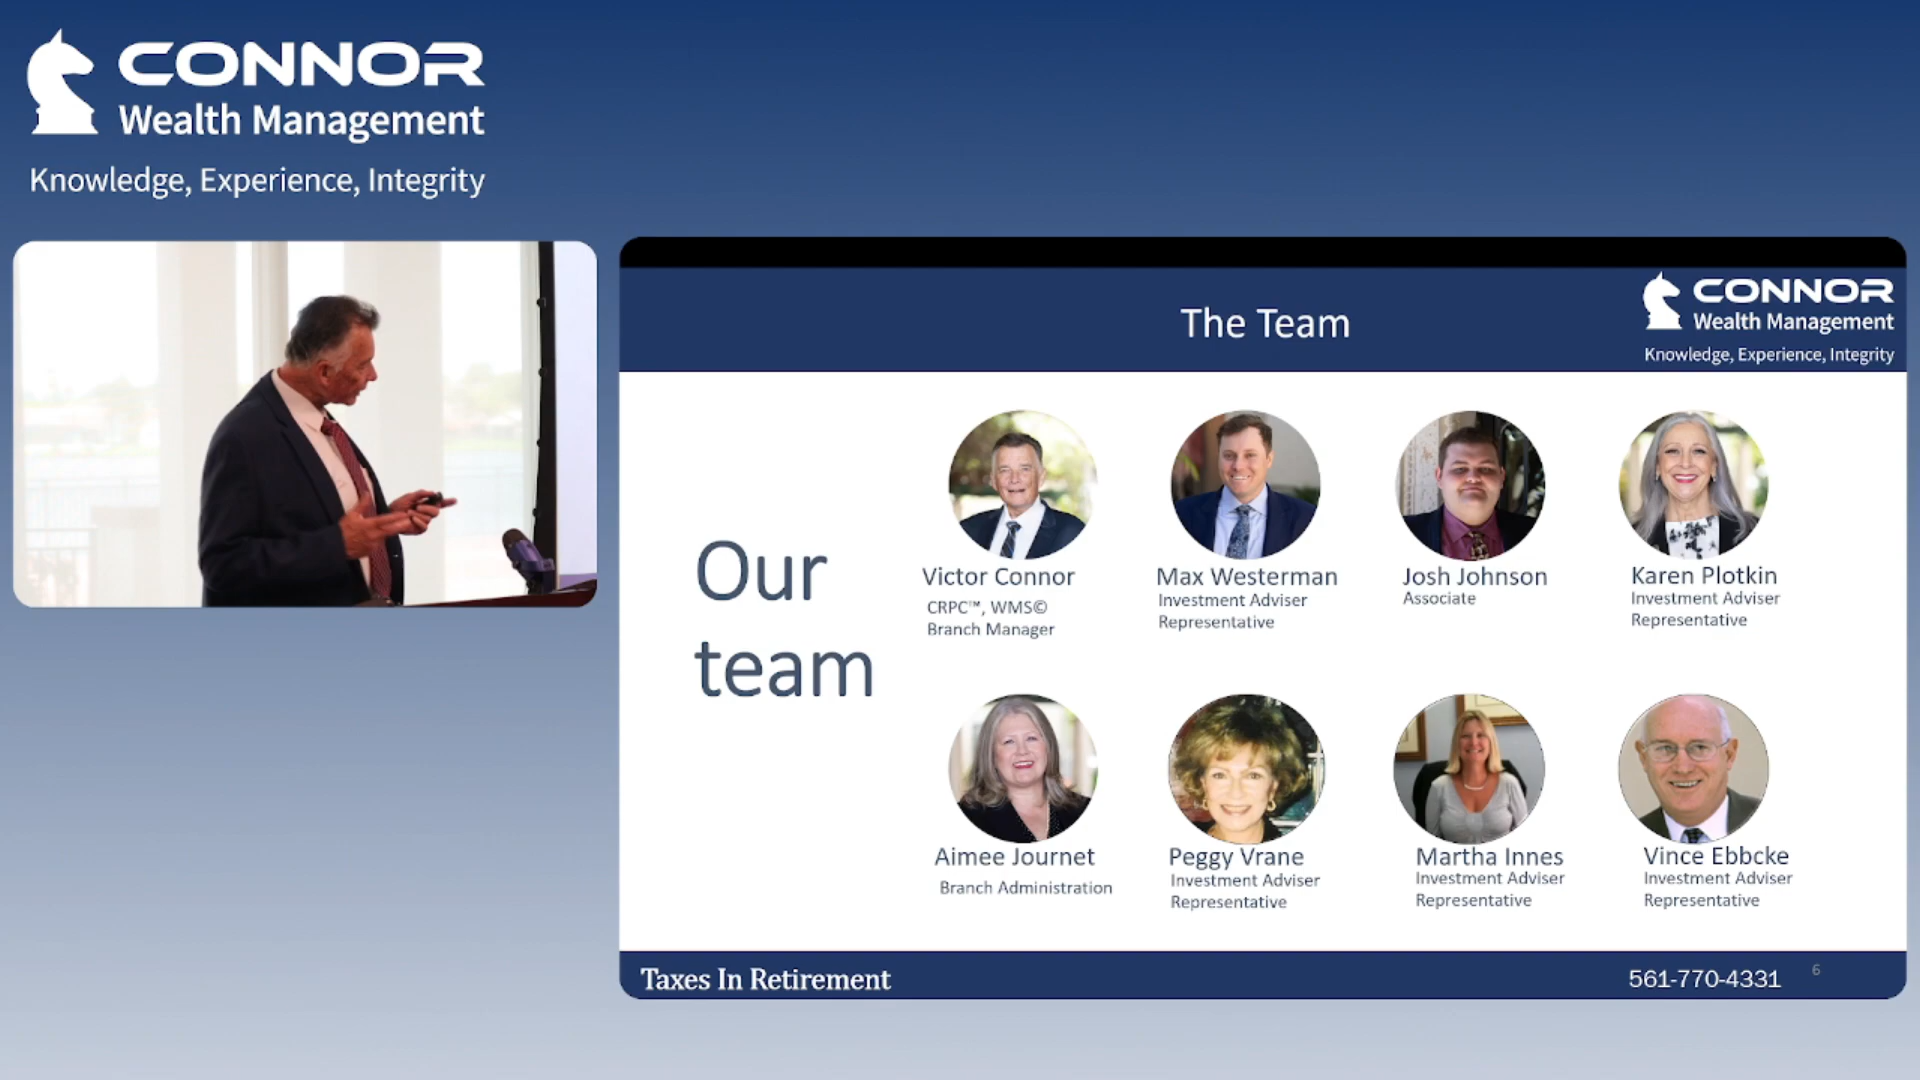 CONNOR
Wealth Management
Knowledge, Experience, Integrity
The Team
CONNOR
Wealth Management
Knowledge, Experience, Integrity
Our
team
Victor Connor
CRPC™, WMS©
Branch Manager
Max Westerman
Investment Adviser
Representative
Josh Johnson
Associate
Karen Plotkin
Investment Adviser
Representative
Aimee Journet
Branch Administration
Peggy Vrane
Investment Adviser
Representative
Martha Innes
Investment Adviser
Representative
Vince Ebbcke
Investment Adviser
Representative
Taxes In Retirement
561-770-4331
6